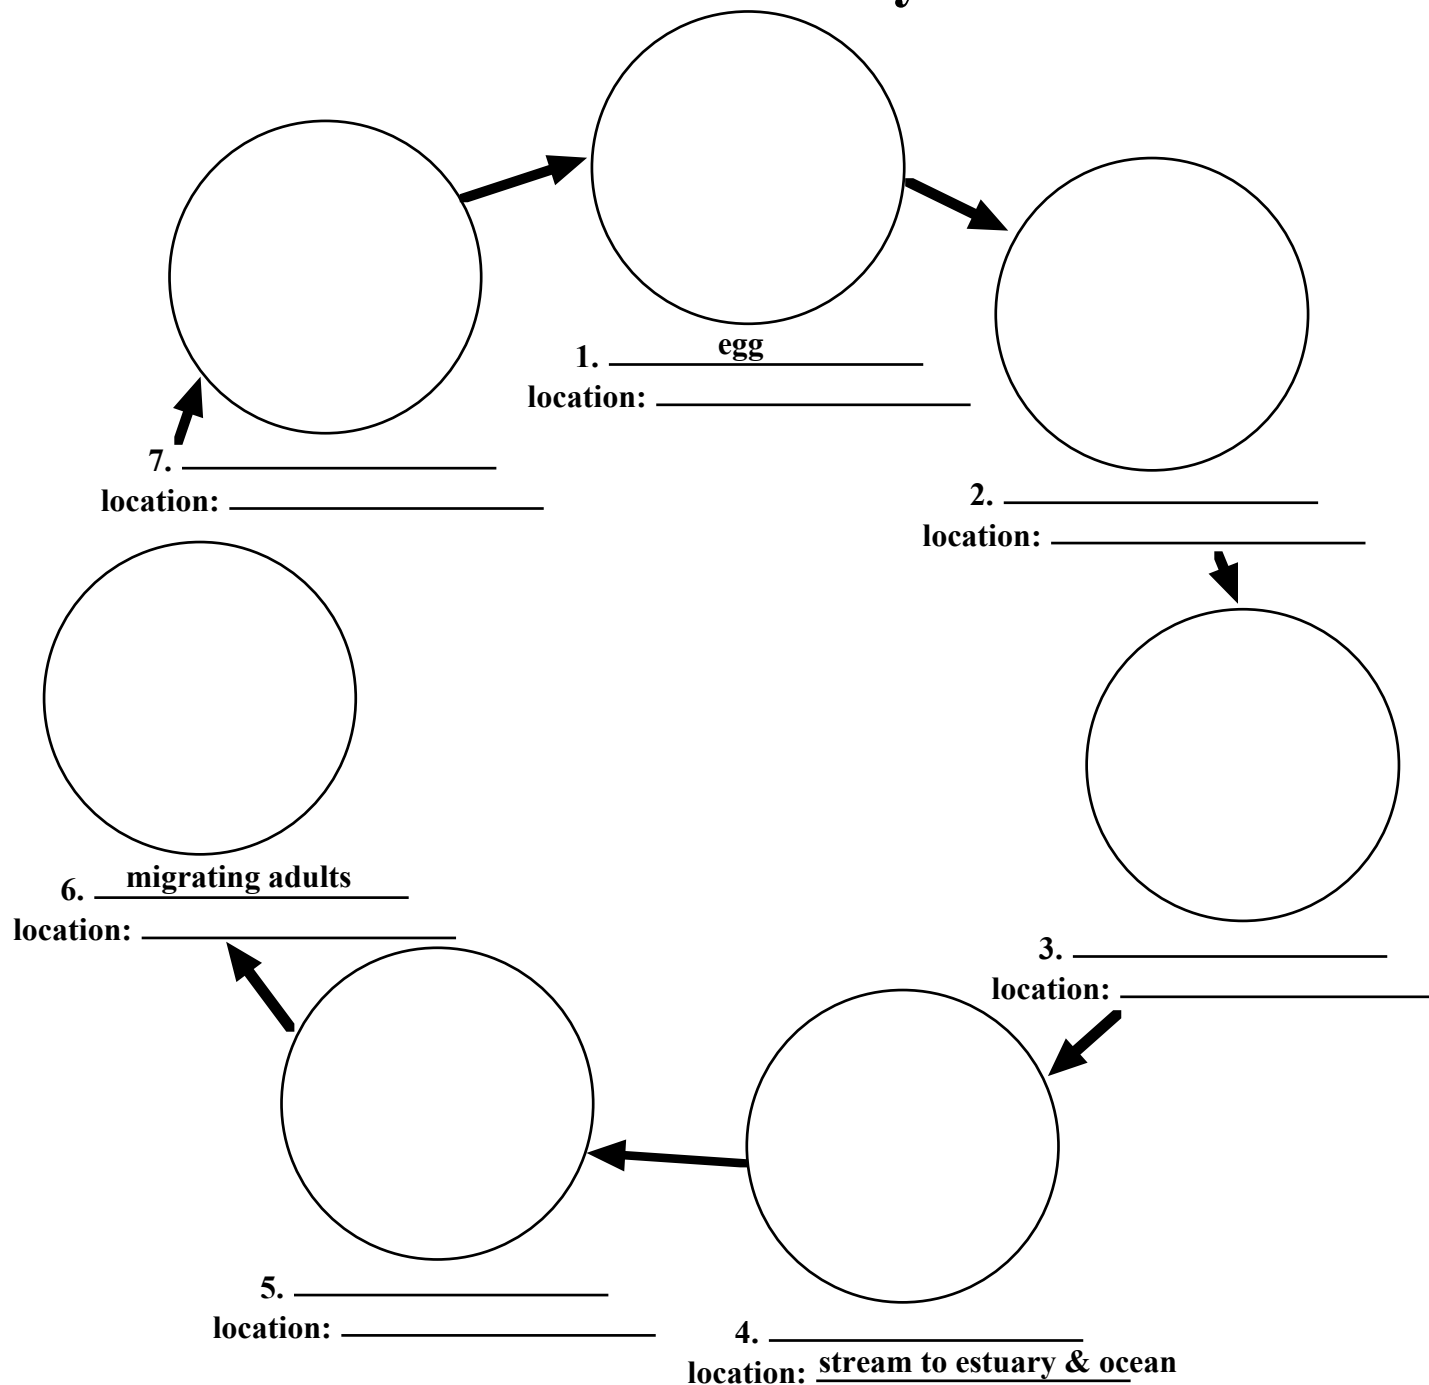 egg
1.
location:
7.
location:
2.
location:
migrating adults
6.
location:
3.
location:
5.
location:
4.
location: stream to estuary & ocean